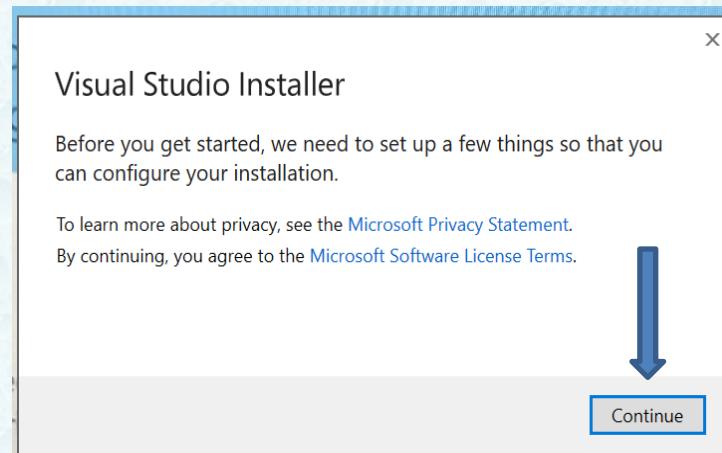 Visual Studio Installer
Before you get started, we need to set up a few things so that you
can configure your installation.
To learn more about privacy, see the Microsoft Privacy Statement.
By continuing, you agree to the Microsoft Software License Terms.
Continue